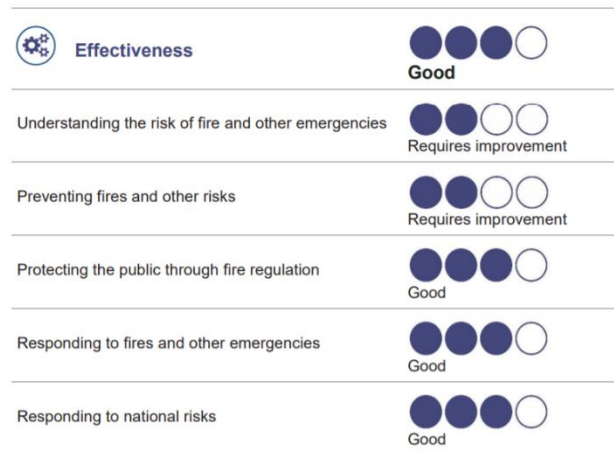 Effectiveness
Good
Understanding the risk of fire and other emergencies
Requires improvement
Preventing fires and other risks
Requires improvement
Protecting the public through fire regulation
Good
Responding to fires and other emergencies
Good
Responding to national risks
Good